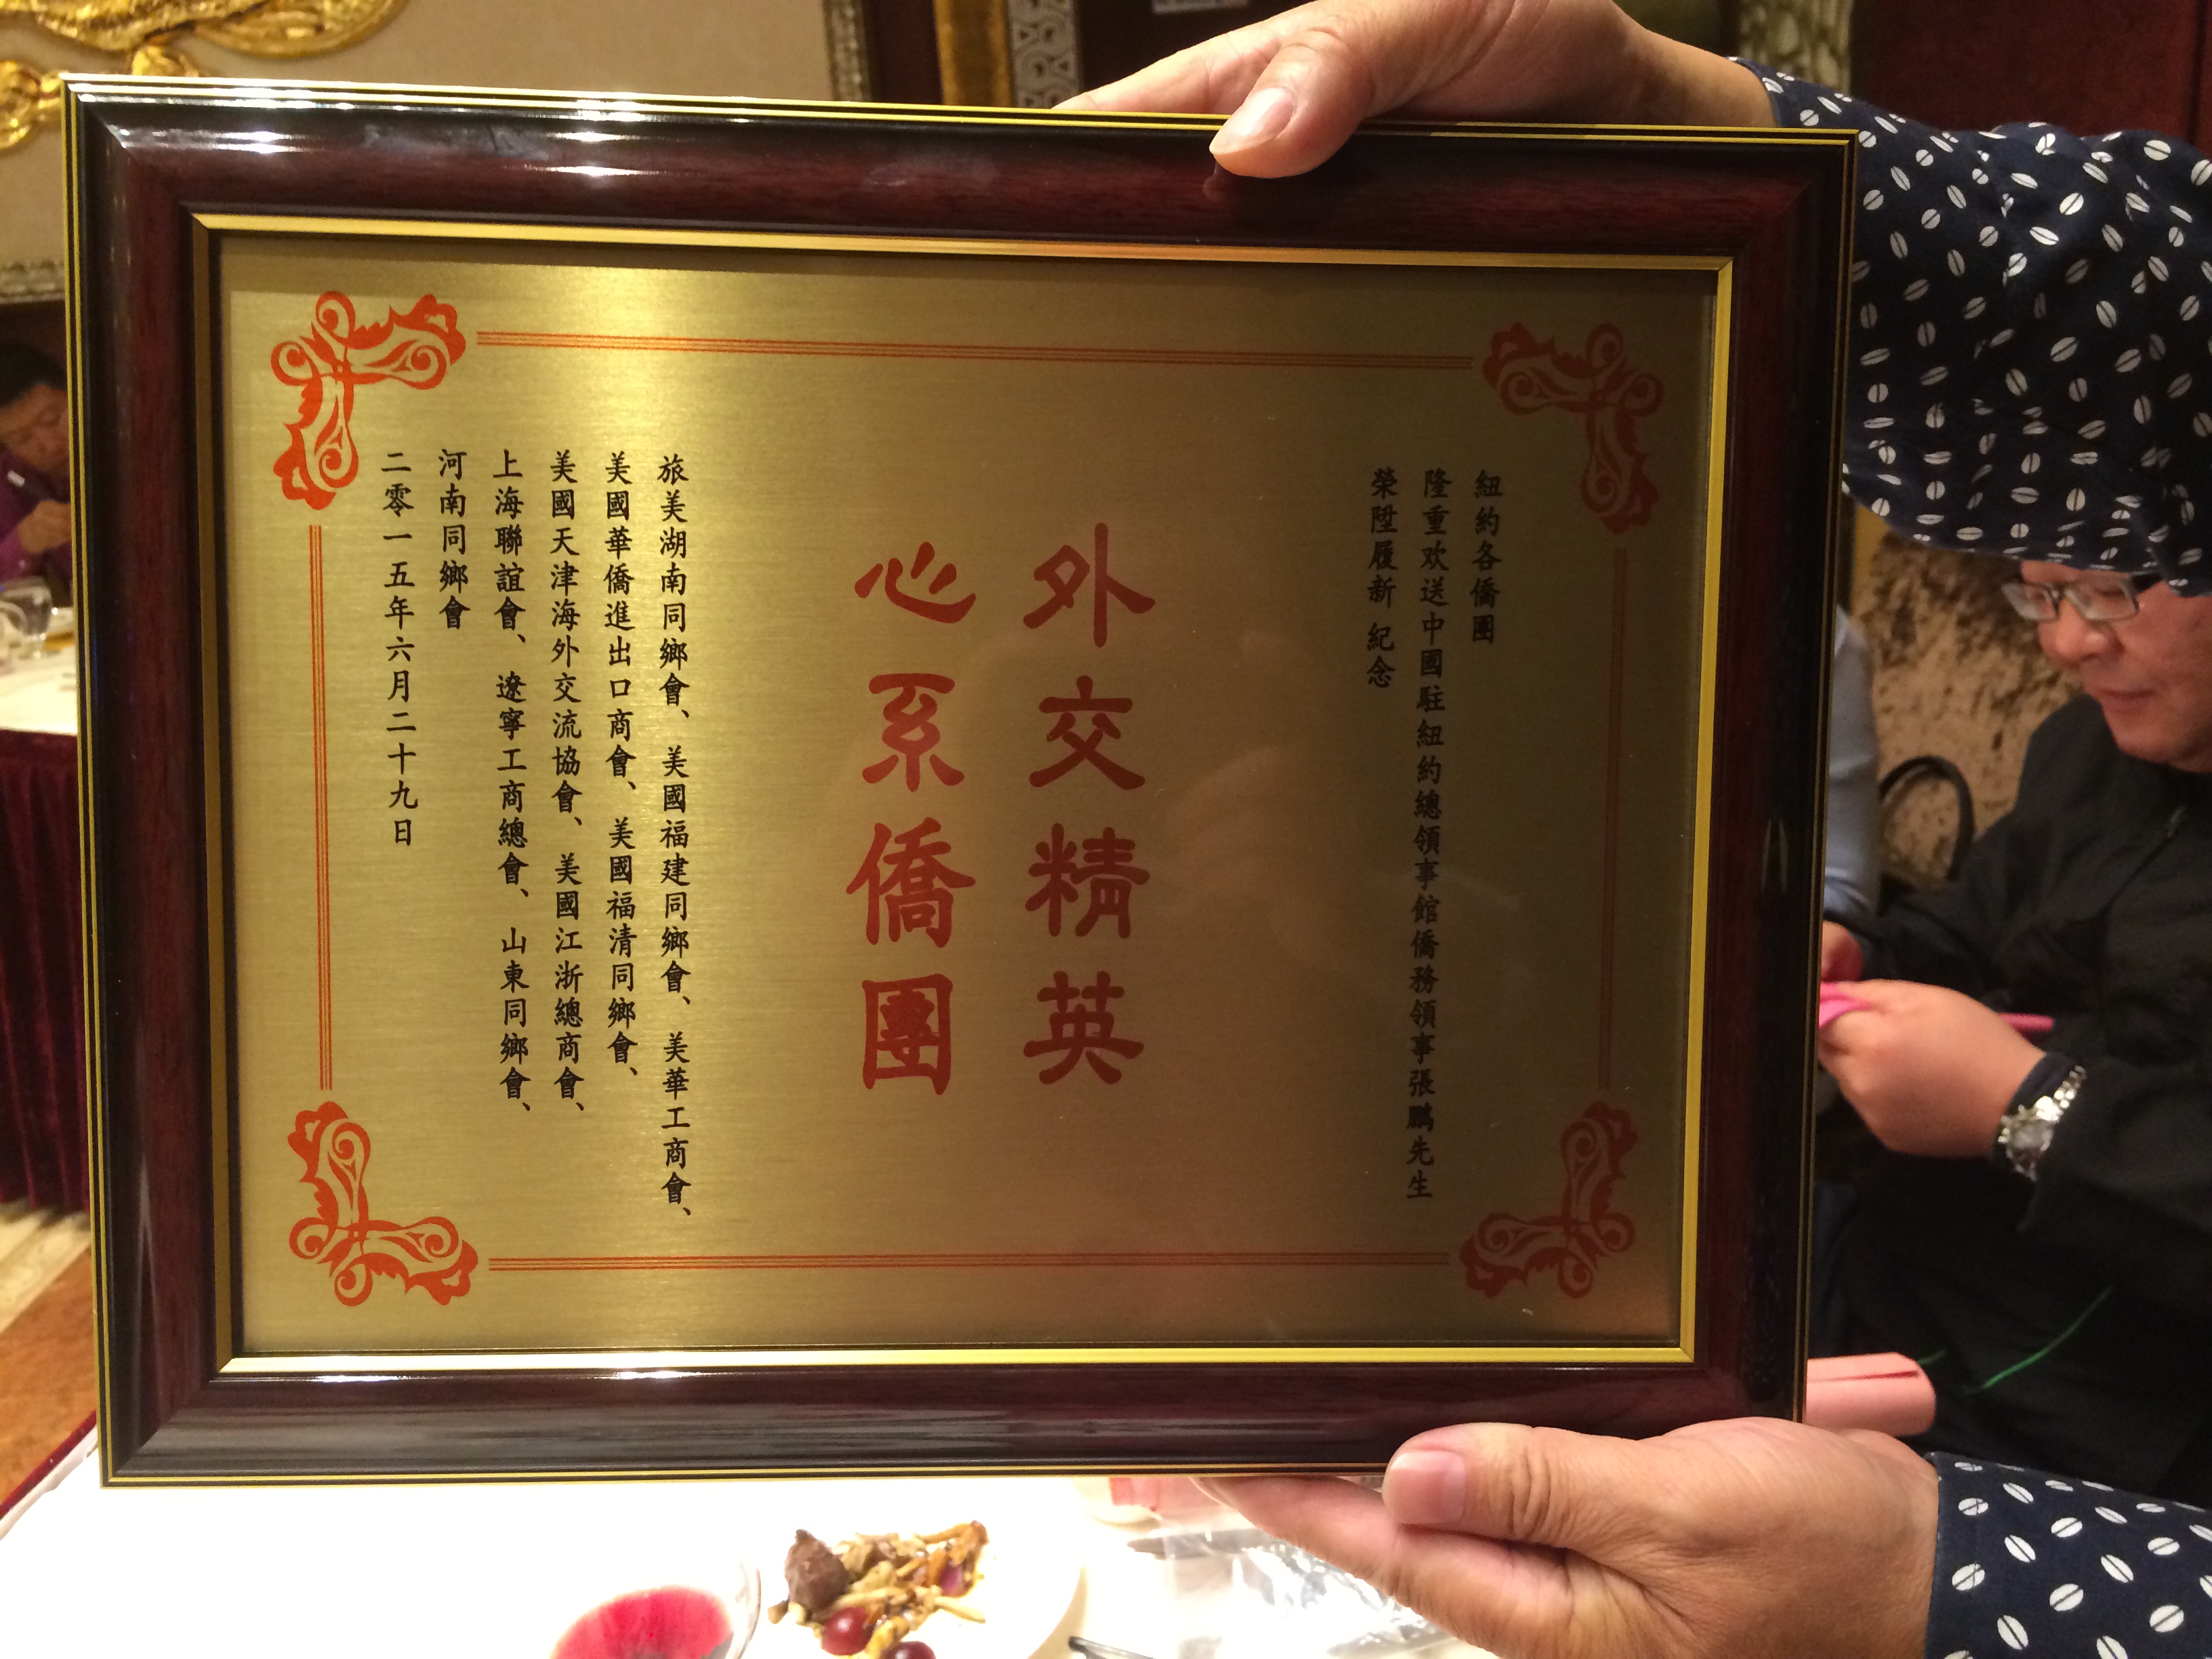 紐約各僑團
隆重欢送中國駐紐約總領事館僑務領事張鵬先生
榮陞履新 紀念
外交精英
心系僑團
旅美湖南同鄉會、美國福建同鄉會、美華工商會、
美國華僑進出口商會、美國福清同鄉會、
美國天津海外交流協會、美國江浙總商會、
上海聯誼會、遼寧工商總會、山東同鄉會、
河南同鄉會
二零一五年六月二十九日